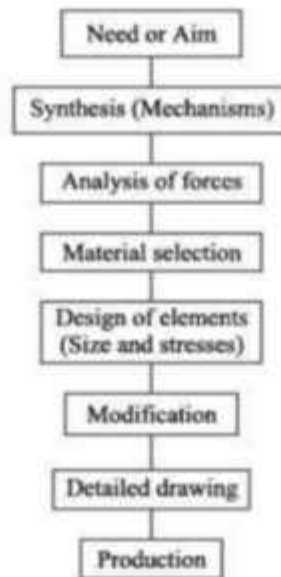 Need or Aim
Synthesis (Mechanisms)
Analysis of forces
Material selection
Design of elements
(Size and stresses)
Modification
Detailed drawing
Production